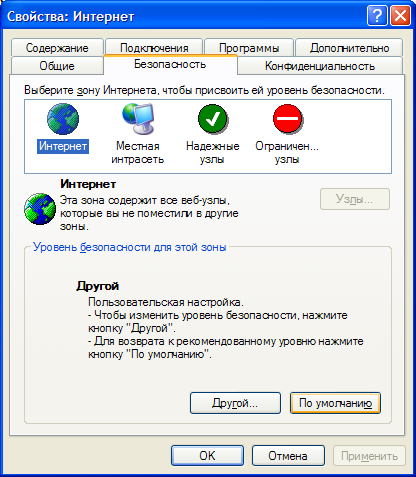 Свойства: Интернет
Содержание Подключения Программы Дополнительно
Общие Безопасность Конфиденциальность
Выберите зону Интернета, чтобы присвоить ей уровень безопасности.
Интернет Местная интрасеть Надежные узлы Ограничен... узлы
Интернет
Эта зона содержит все веб-узлы,
которые вы не поместили в другие
зоны.
Узлы...
Уровень безопасности для этой зоны
Другой
Пользовательская настройка.
- Чтобы изменить уровень безопасности, нажмите
кнопку "Другой".
- Для возврата к рекомендованному уровню нажмите
кнопку "По умолчанию".
Другой... По умолчанию
OK Отмена Применить